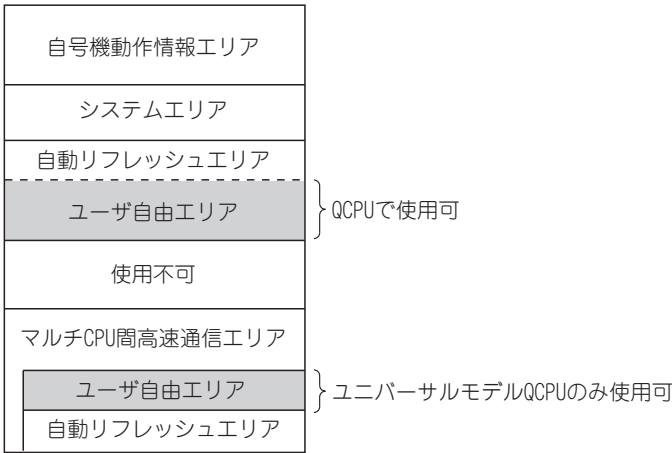 自号機動作情報エリア
システムエリア
自動リフレッシュエリア
ユーザ自由エリア
QCPUで使用可
使用不可
マルチCPU間高速通信エリア
ユーザ自由エリア
ユニバーサルモデルQCPUのみ使用可
自動リフレッシュエリア